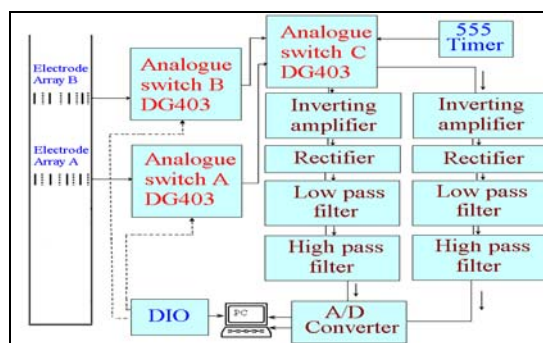 Electrode
Array B
Electrode
Array A
Analogue
switch B
DG403
Analogue
switch A
DG403
Analogue
switch C
DG403
555
Timer
Inverting
amplifier
Rectifier
Low pass
filter
High pass
filter
Inverting
amplifier
Rectifier
Low pass
filter
High pass
filter
DIO
PC
A/D
Converter